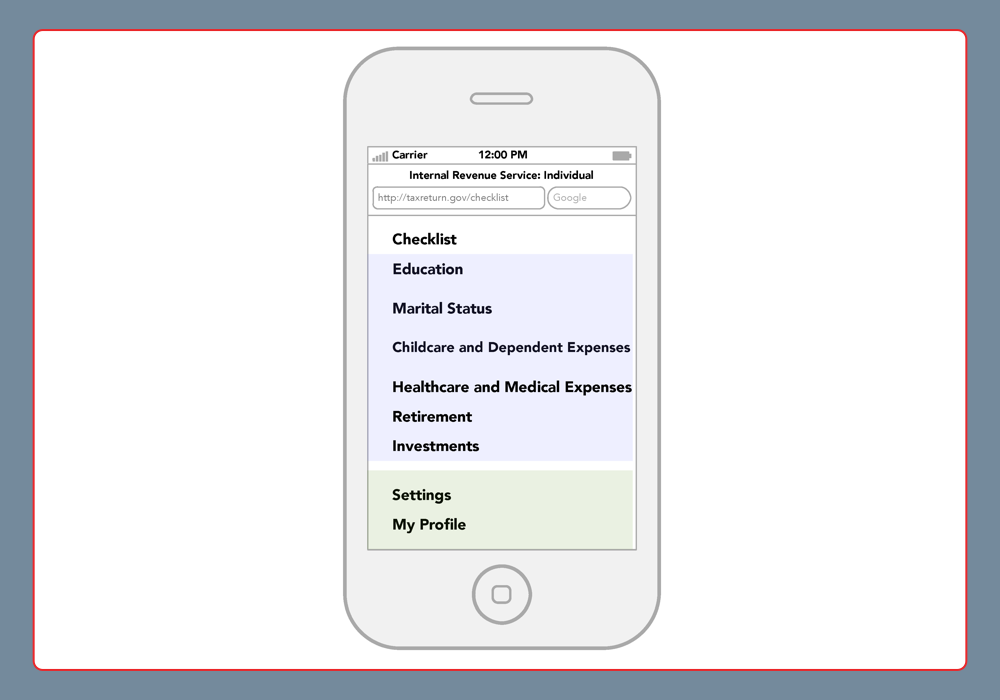 Carrier 12:00 PM
Internal Revenue Service: Individual
http://taxreturn.gov/checklist Google
Checklist
Education
Marital Status
Childcare and Dependent Expenses
Healthcare and Medical Expenses
Retirement
Investments
Settings
My Profile